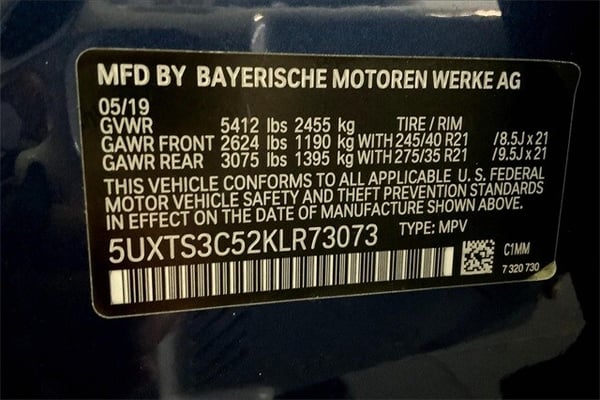 MFD BY BAYERISCHE MOTOREN WERKE AG
05/19
GVWR 5412 lbs 2455 kg TIRE / RIM
GAWR FRONT 2624 lbs 1190 kg WITH 245/40 R21 /8.5J x 21
GAWR REAR 3075 lbs 1395 kg WITH 275/35 R21 /9.5J x 21
THIS VEHICLE CONFORMS TO ALL APPLICABLE U. S. FEDERAL
MOTOR VEHICLE SAFETY AND THEFT PREVENTION STANDARDS
IN EFFECT ON THE DATE OF MANUFACTURE SHOWN ABOVE.
5UXTS3C52KLR73073 TYPE: MPV
C1MM
7 320 730